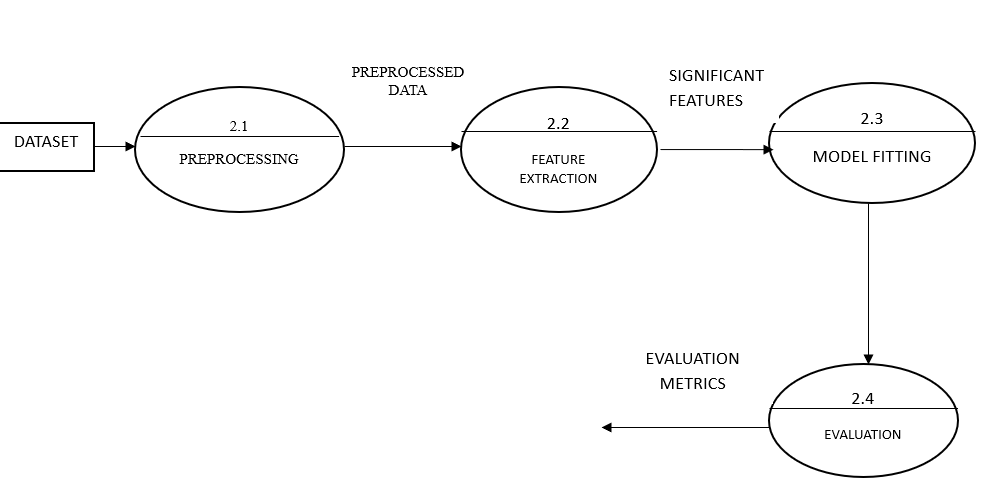 DATASET
2.1
PREPROCESSING
PREPROCESSED
DATA
2.2
FEATURE
EXTRACTION
SIGNIFICANT
FEATURES
2.3
MODEL FITTING
EVALUATION
METRICS
2.4
EVALUATION